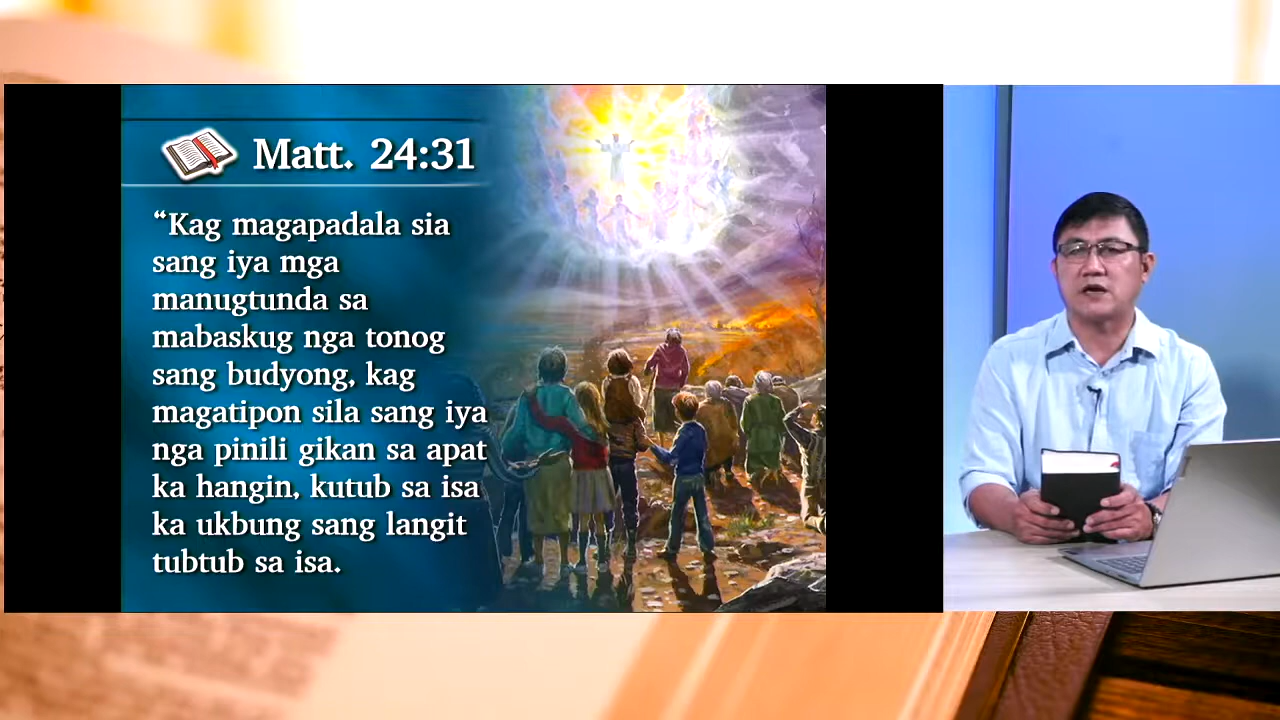 Matt. 24:31
“Kag magapadala sia
sang iya mga
manugtunda sa
mabaskug nga tonog
sang budyong, kag
magatipon sila sang iya
nga pinili gikan sa apat
ka hangin, kutub sa isa
ka ukbung sang langit
tubtub sa isa.